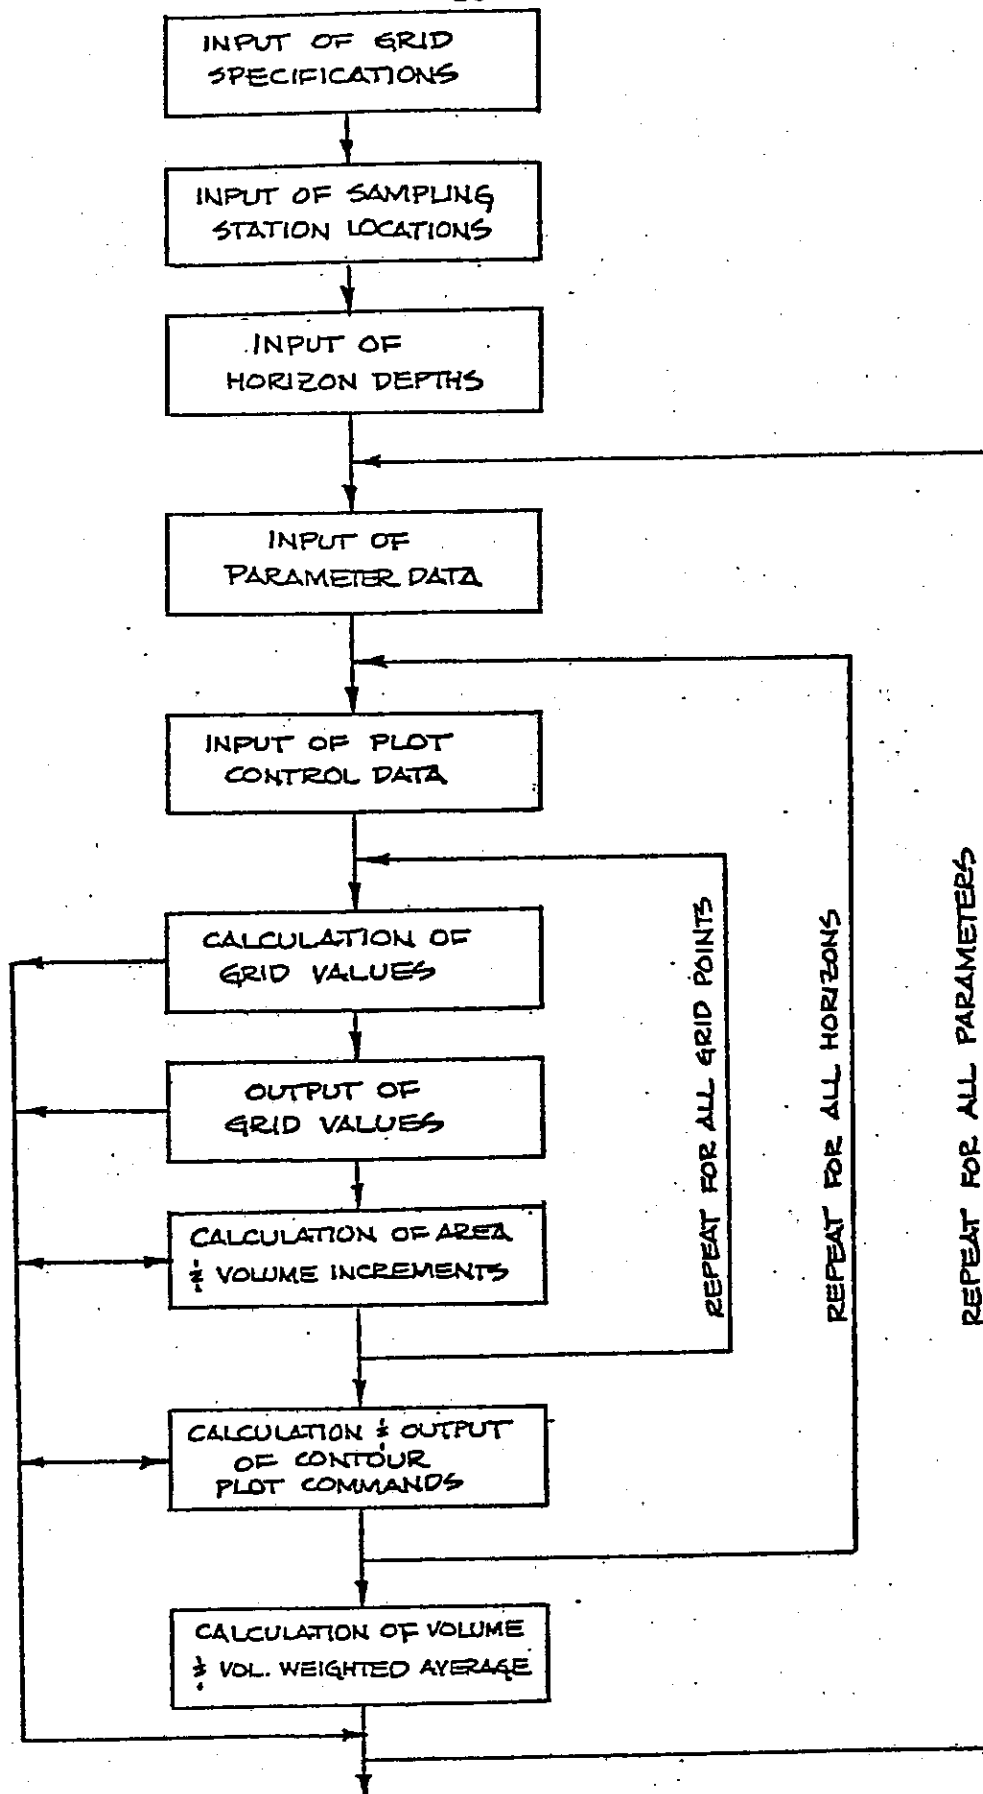 INPUT OF GRID
SPECIFICATIONS
INPUT OF SAMPLING
STATION LOCATIONS
INPUT OF
HORIZON DEPTHS
INPUT OF
PARAMETER DATA
INPUT OF PLOT
CONTROL DATA
CALCULATION OF
GRID VALUES
OUTPUT OF
GRID VALUES
CALCULATION OF AREA
& VOLUME INCREMENTS
CALCULATION & OUTPUT
OF CONTOUR
PLOT COMMANDS
CALCULATION OF VOLUME
& VOL. WEIGHTED AVERAGE
REPEAT FOR ALL GRID POINTS
REPEAT FOR ALL HORIZONS
REPEAT FOR ALL PARAMETERS